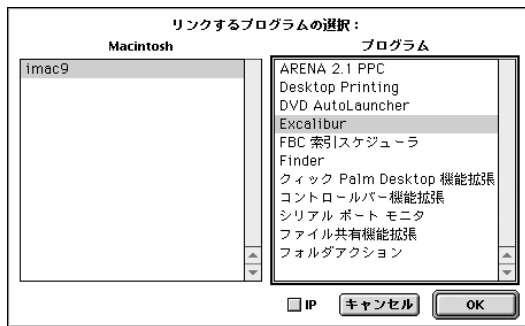 リンクするプログラムの選択：
Macintosh
プログラム
imac9
ARENA 2.1 PPC
Desktop Printing
DVD AutoLauncher
Excalibur
FBC 索引スケジューラ
Finder
クィック Palm Desktop 機能拡張
コントロールバー機能拡張
シリアル ポート モニタ
ファイル共有機能拡張
フォルダアクション
IP
キャンセル
OK